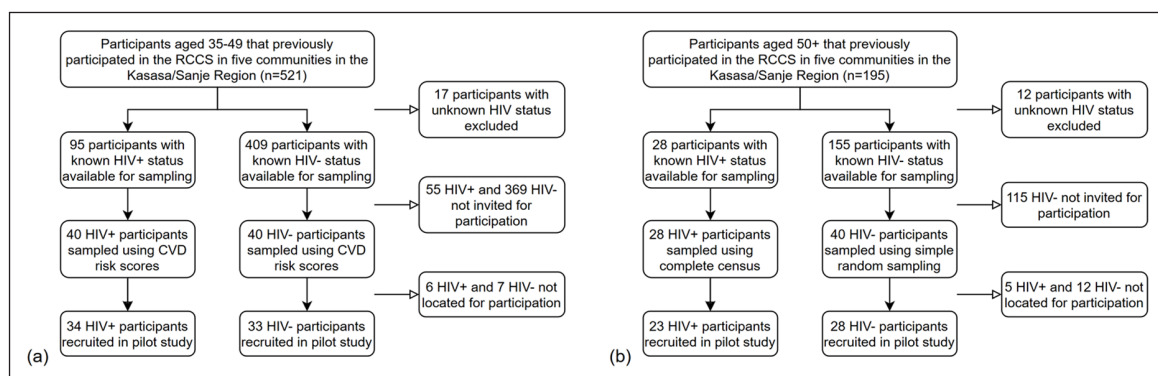 Participants aged 35-49 that previously
participated in the RCCS in five communities in the
Kasasa/Sanje Region (n=521)
17 participants with
unknown HIV status
excluded
95 participants with
known HIV+ status
available for sampling
409 participants with
known HIV- status
available for sampling
55 HIV+ and 369 HIV-
not invited for
participation
40 HIV+ participants
sampled using CVD
risk scores
40 HIV- participants
sampled using CVD
risk scores
6 HIV+ and 7 HIV- not
located for participation
34 HIV+ participants
recruited in pilot study
33 HIV- participants
recruited in pilot study
(a)
Participants aged 50+ that previously
participated in the RCCS in five communities in the
Kasasa/Sanje Region (n=195)
12 participants with
unknown HIV status
excluded
28 participants with
known HIV+ status
available for sampling
155 participants with
known HIV- status
available for sampling
115 HIV- not invited for
participation
28 HIV+ participants
sampled using
complete census
40 HIV- participants
sampled using simple
random sampling
5 HIV+ and 12 HIV- not
located for participation
23 HIV+ participants
recruited in pilot study
28 HIV- participants
recruited in pilot study
(b)